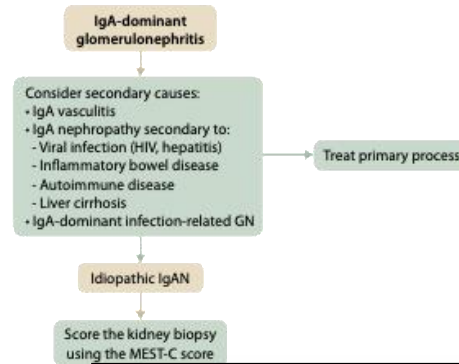 IgA-dominant
glomerulonephritis
Consider secondary causes:
• IgA vasculitis
• IgA nephropathy secondary to:
- Viral infection (HIV, hepatitis)
- Inflammatory bowel disease
- Autoimmune disease
- Liver cirrhosis
• IgA-dominant infection-related GN
Treat primary process
Idiopathic IgAN
Score the kidney biopsy
using the MEST-C score